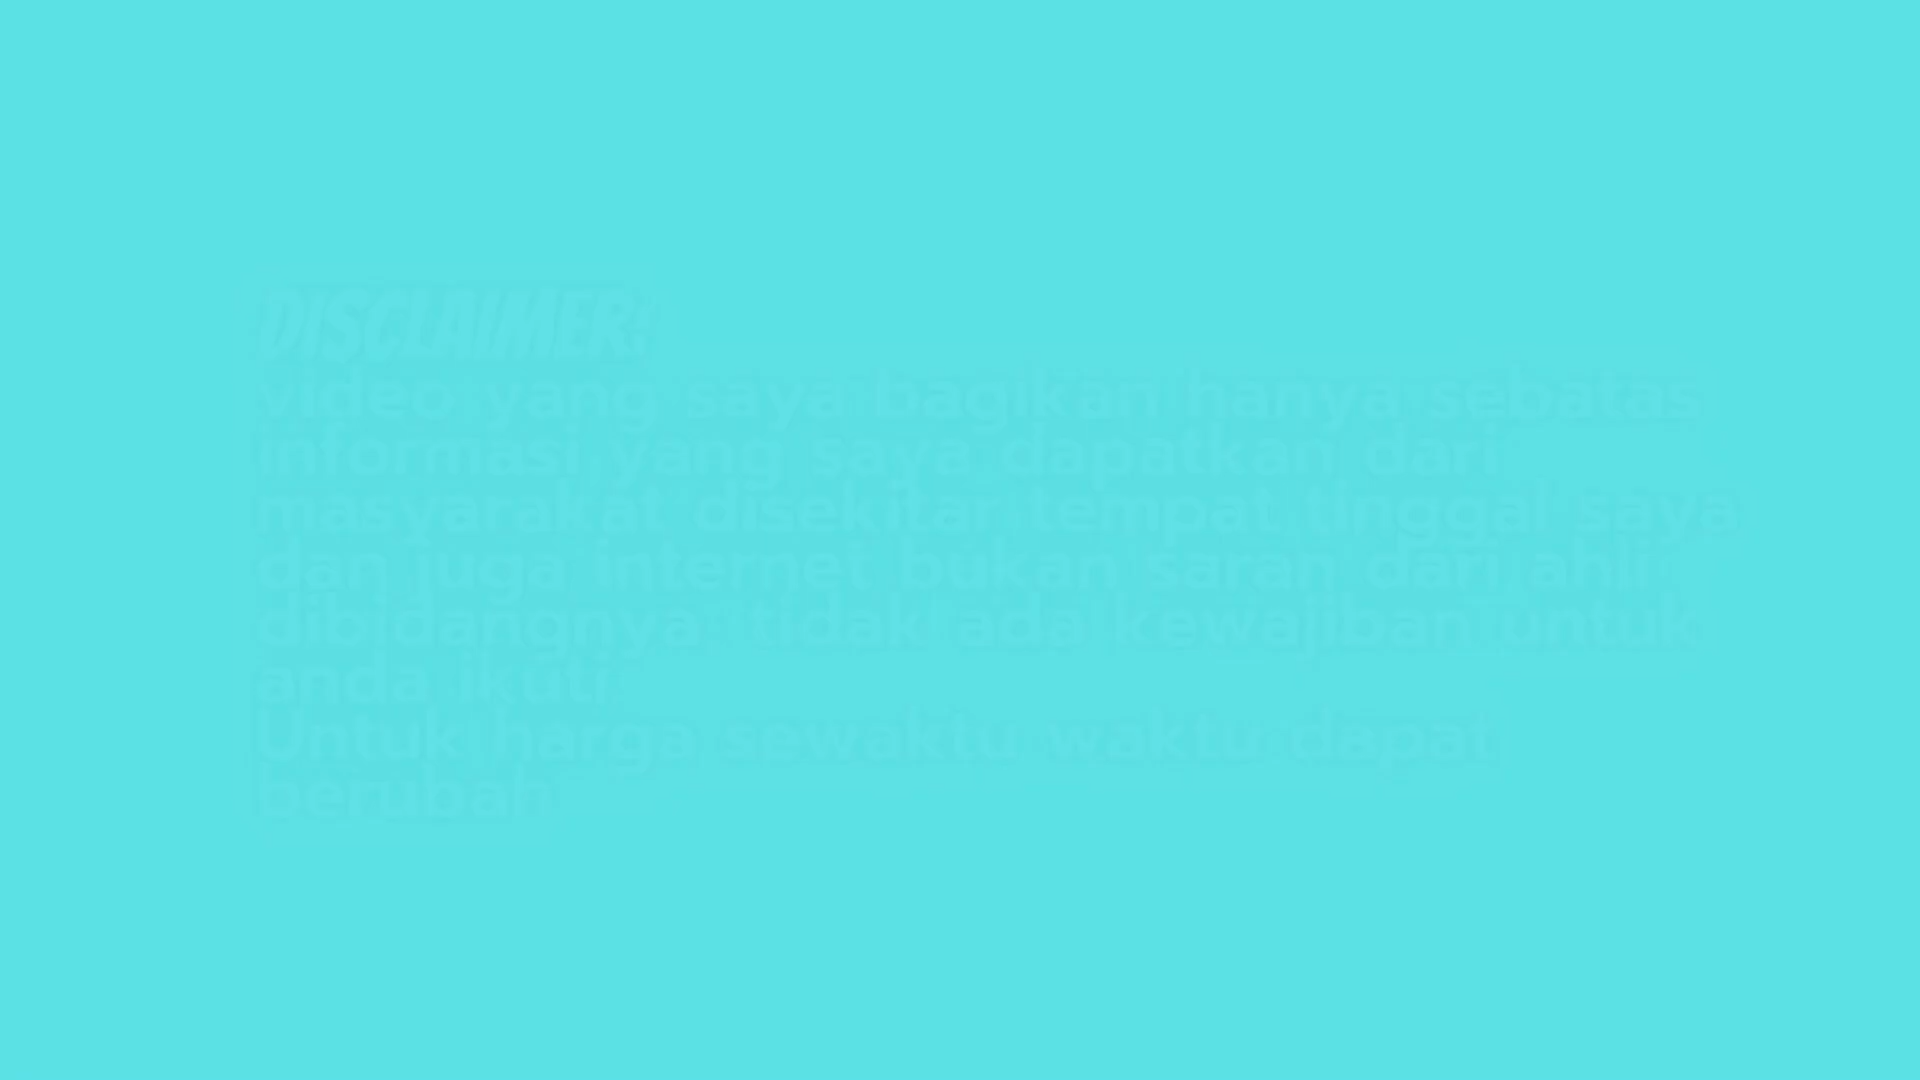 DISCLAIMER:
video yang saya bagikan hanya sebatas
informasi yang saya dapatkan dari
masyarakat disekitar tempat tinggal saya
dan juga internet bukan saran dari ahli
dibidangnya, tidak ada kewajiban untuk
anda ikuti
Untuk harga sewaktu waktu dapat
berubah